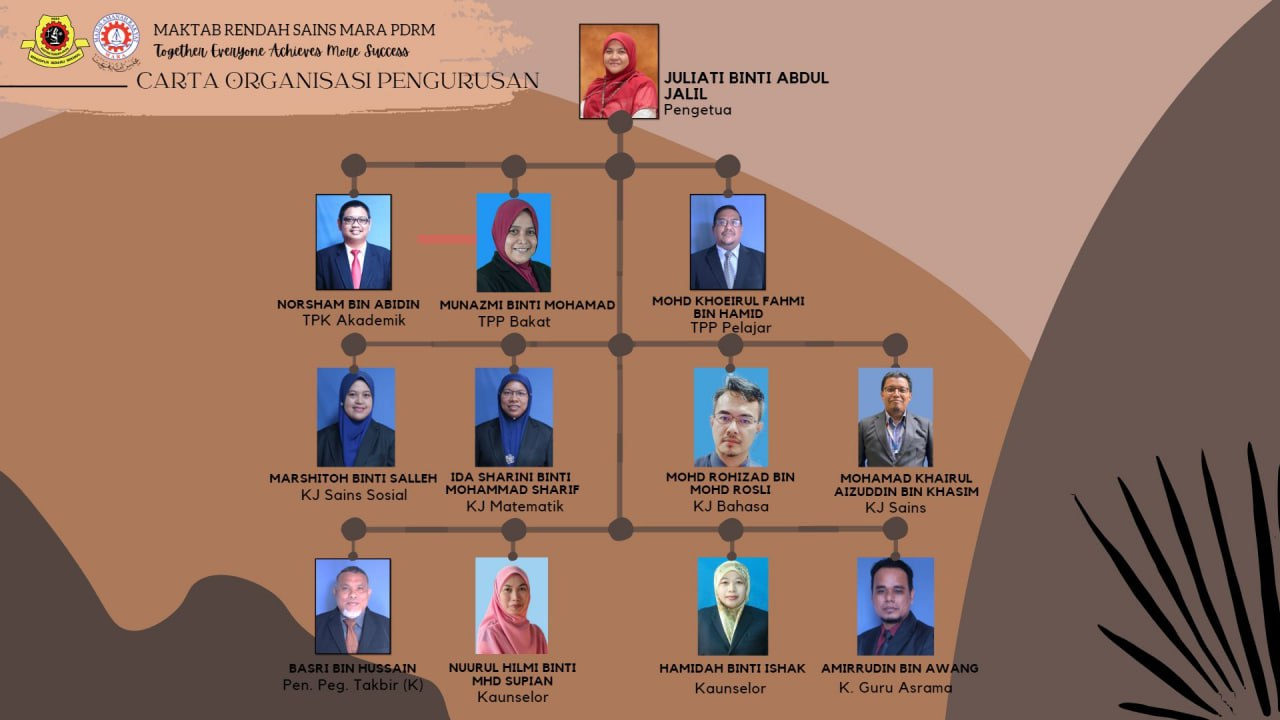 MAKTAB RENDAH SAINS MARA PDRM
Together Everyone Achieves More Success
CARTA ORGANISASI PENGURUSAN
JULIATI BINTI ABDUL
JALIL
Pengetua
NORSHAM BIN ABIDIN
TPK Akademik
MUNAZMI BINTI MOHAMAD
TPP Bakat
MOHD KHOEIRUL FAHMI
BIN HAMID
TPP Pelajar
MARSHITOH BINTI SALLEH
KJ Sains Sosial
IDA SHARINI BINTI
MOHAMMAD SHARIF
KJ Matematik
MOHD ROHIZAD BIN
MOHD ROSLI
KJ Bahasa
MOHAMAD KHAIRUL
AIZUDDIN BIN KHASIM
KJ Sains
BASRI BIN HUSSAIN
Pen. Peg. Takbir (K)
NUURUL HILMI BINTI
MHD SUPIAN
Kaunselor
HAMIDAH BINTI ISHAK
Kaunselor
AMIRRUDIN BIN AWANG
K. Guru Asrama